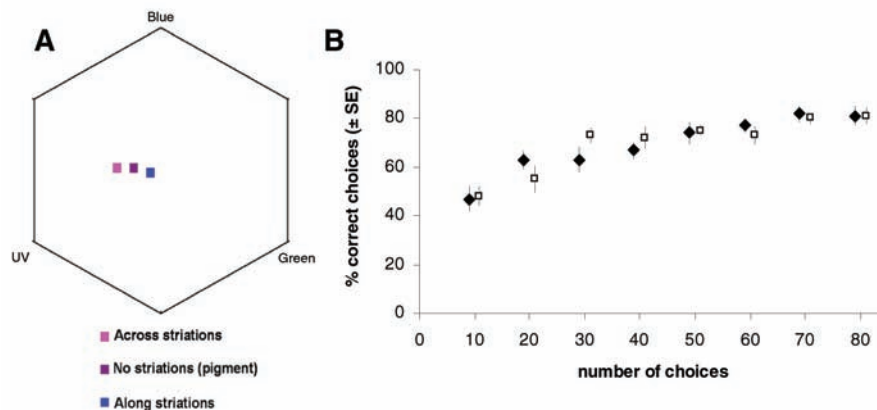 A
Blue
UV
Green
Across striations
No striations (pigment)
Along striations
B
% correct choices (± SE)
100
80
60
40
20
0
0 10 20 30 40 50 60 70 80
number of choices